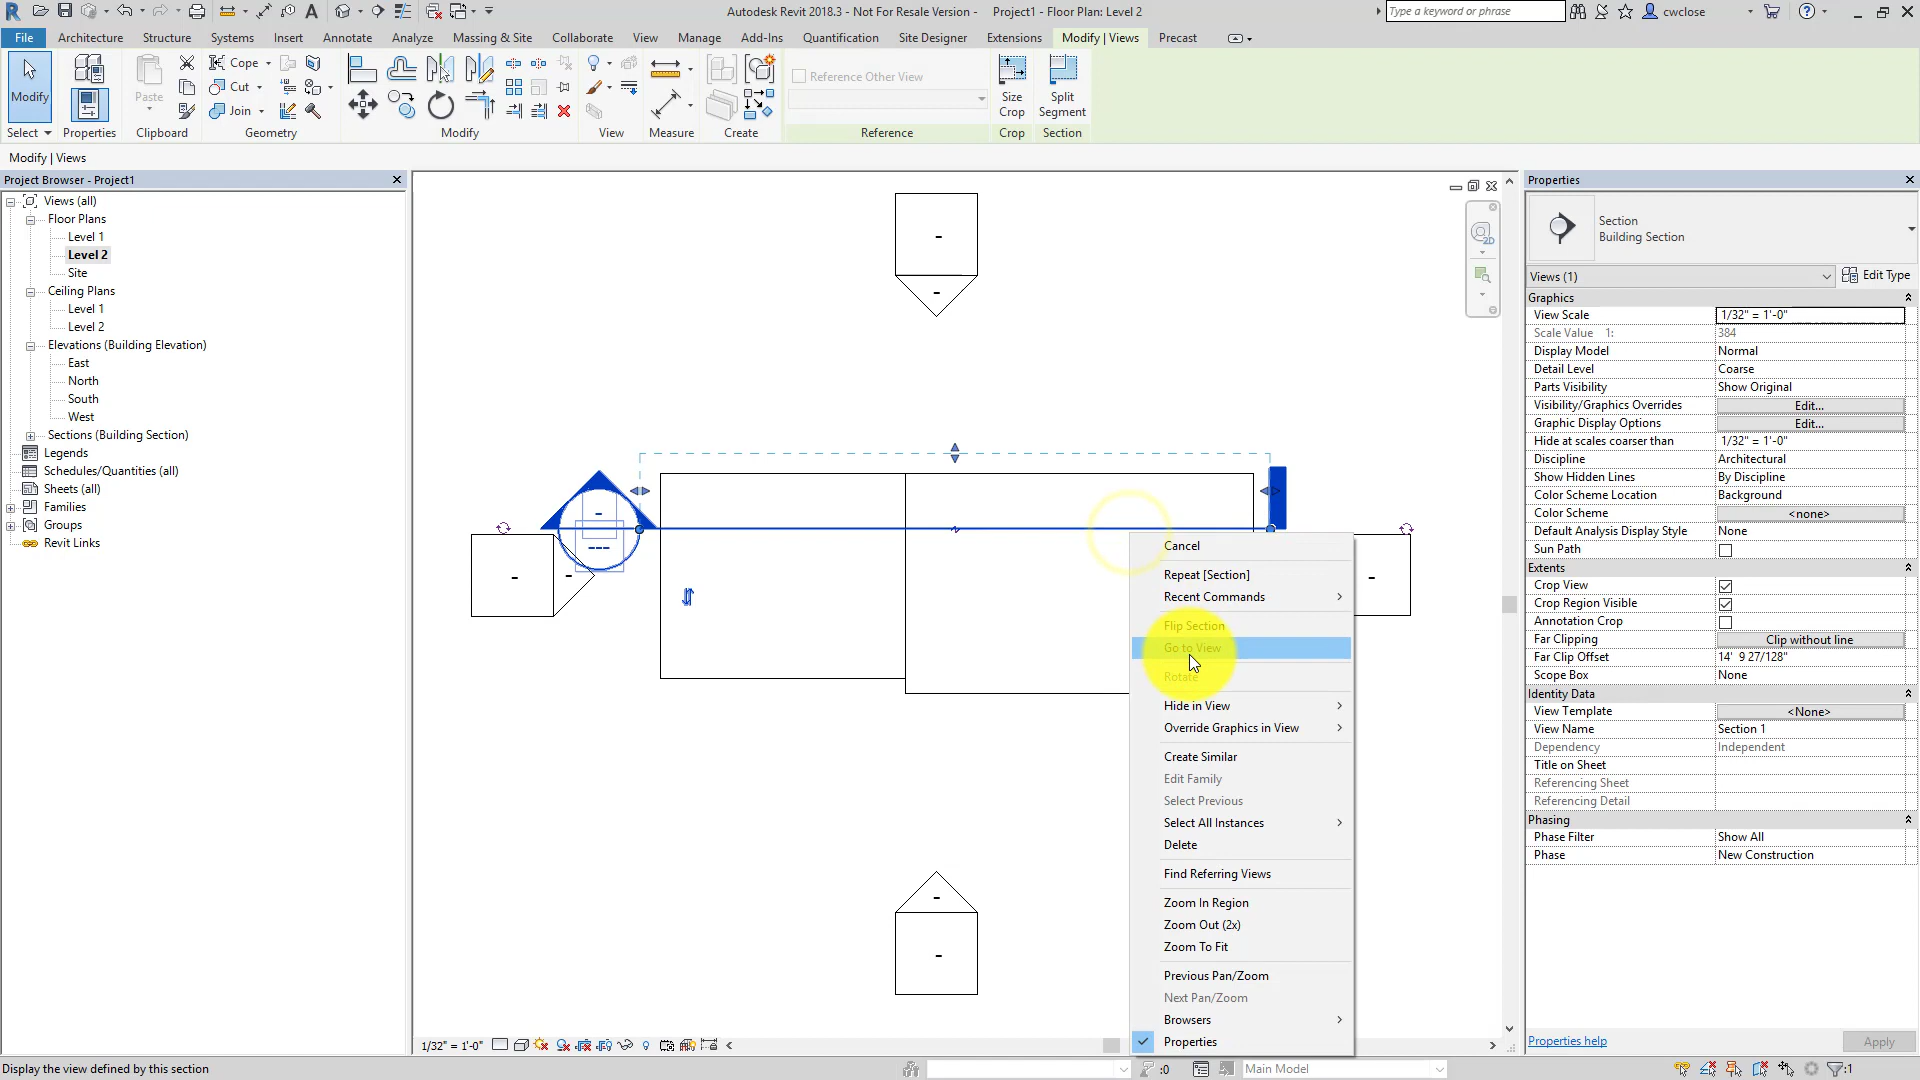 Autodesk Revit 2018.3 - Not For Resale Version - Project1 - Floor Plan: Level 2
Type a keyword or phrase
cwclose
File Architecture Structure Systems Insert Annotate Analyze Massing & Site Collaborate View Manage Add-Ins Quantification Site Designer Extensions Modify | Views Precast
Modify
Paste
Cope
Cut
Join
Reference Other View
Size Crop
Split Segment
Select Properties Clipboard Geometry Modify View Measure Create Reference Crop Section
Modify | Views
Project Browser - Project1
Views (all)
Floor Plans
Level 1
Level 2
Site
Ceiling Plans
Level 1
Level 2
Elevations (Building Elevation)
East
North
South
West
Sections (Building Section)
Legends
Schedules/Quantities (all)
Sheets (all)
Families
Groups
Revit Links
2D
Cancel
Repeat [Section]
Recent Commands
Flip Section
Go to View
Rotate
Hide in View
Override Graphics in View
Create Similar
Edit Family
Select Previous
Select All Instances
Delete
Find Referring Views
Zoom In Region
Zoom Out (2x)
Zoom To Fit
Previous Pan/Zoom
Next Pan/Zoom
Browsers
Properties
Properties
Section
Building Section
Views (1) Edit Type
Graphics
View Scale 1/32" = 1'-0"
Scale Value 1: 384
Display Model Normal
Detail Level Coarse
Parts Visibility Show Original
Visibility/Graphics Overrides Edit...
Graphic Display Options Edit...
Hide at scales coarser than 1/32" = 1'-0"
Discipline Architectural
Show Hidden Lines By Discipline
Color Scheme Location Background
Color Scheme <none>
Default Analysis Display Style None
Sun Path
Extents
Crop View
Crop Region Visible
Annotation Crop
Far Clipping Clip without line
Far Clip Offset 14' 9 27/128"
Scope Box None
Identity Data
View Template <None>
View Name Section 1
Dependency Independent
Title on Sheet
Referencing Sheet
Referencing Detail
Phasing
Phase Filter Show All
Phase New Construction
Properties help Apply
1/32" = 1'-0"
Display the view defined by this section
:0
Main Model
:1